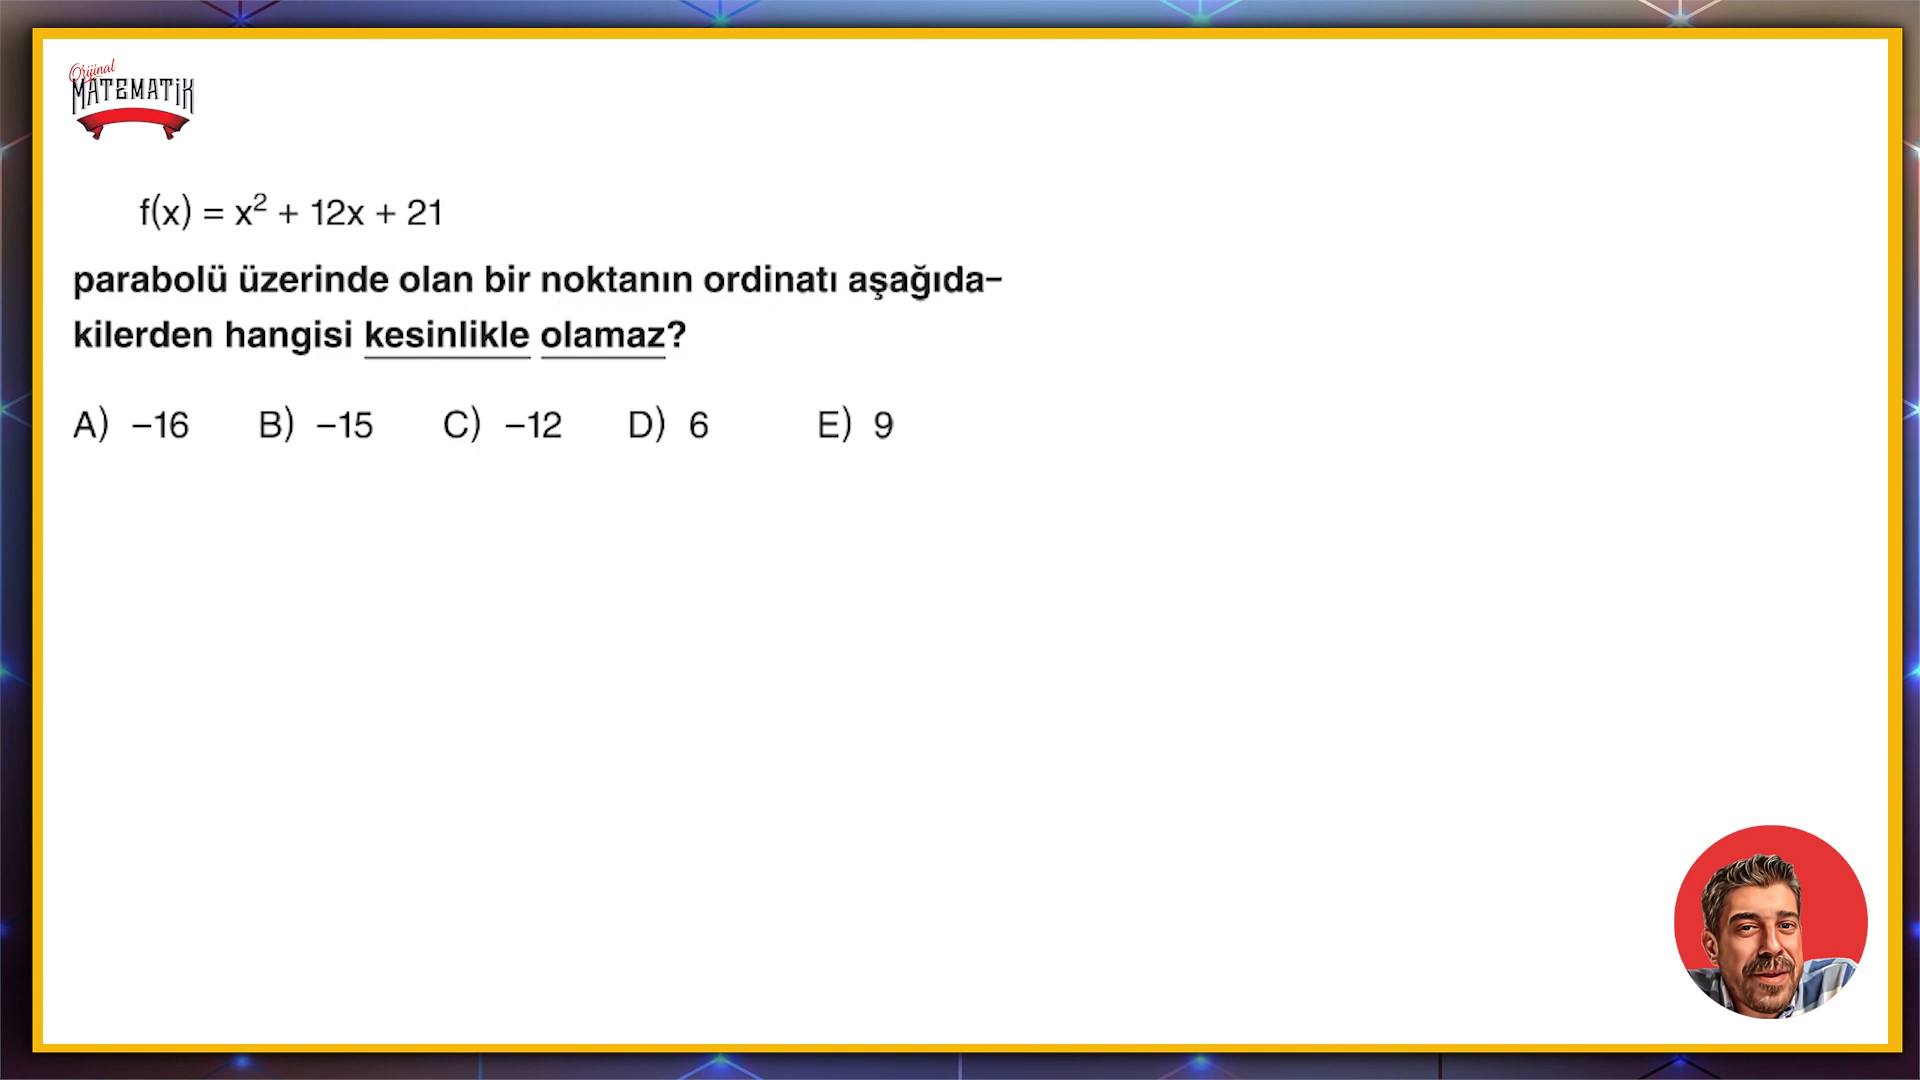 Orijinal
MATEMATİK
f(x) = x² + 12x + 21
parabolü üzerinde olan bir noktanın ordinatı aşağıda–
kilerden hangisi kesinlikle olamaz?
A) –16 B) –15 C) –12 D) 6 E) 9